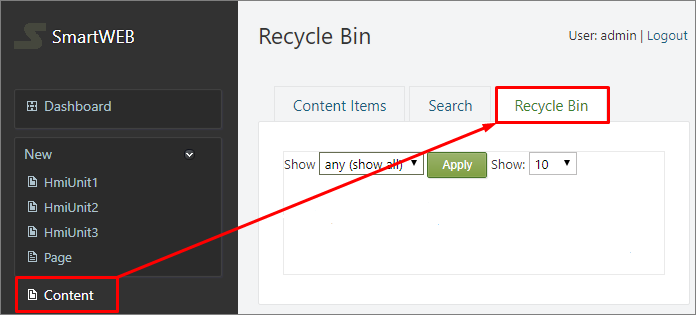 SmartWEB
Dashboard
New
HmiUnit1
HmiUnit2
HmiUnit3
Page
Content
Recycle Bin
User: admin | Logout
Content Items
Search
Recycle Bin
Show any (show all) Apply Show: 10